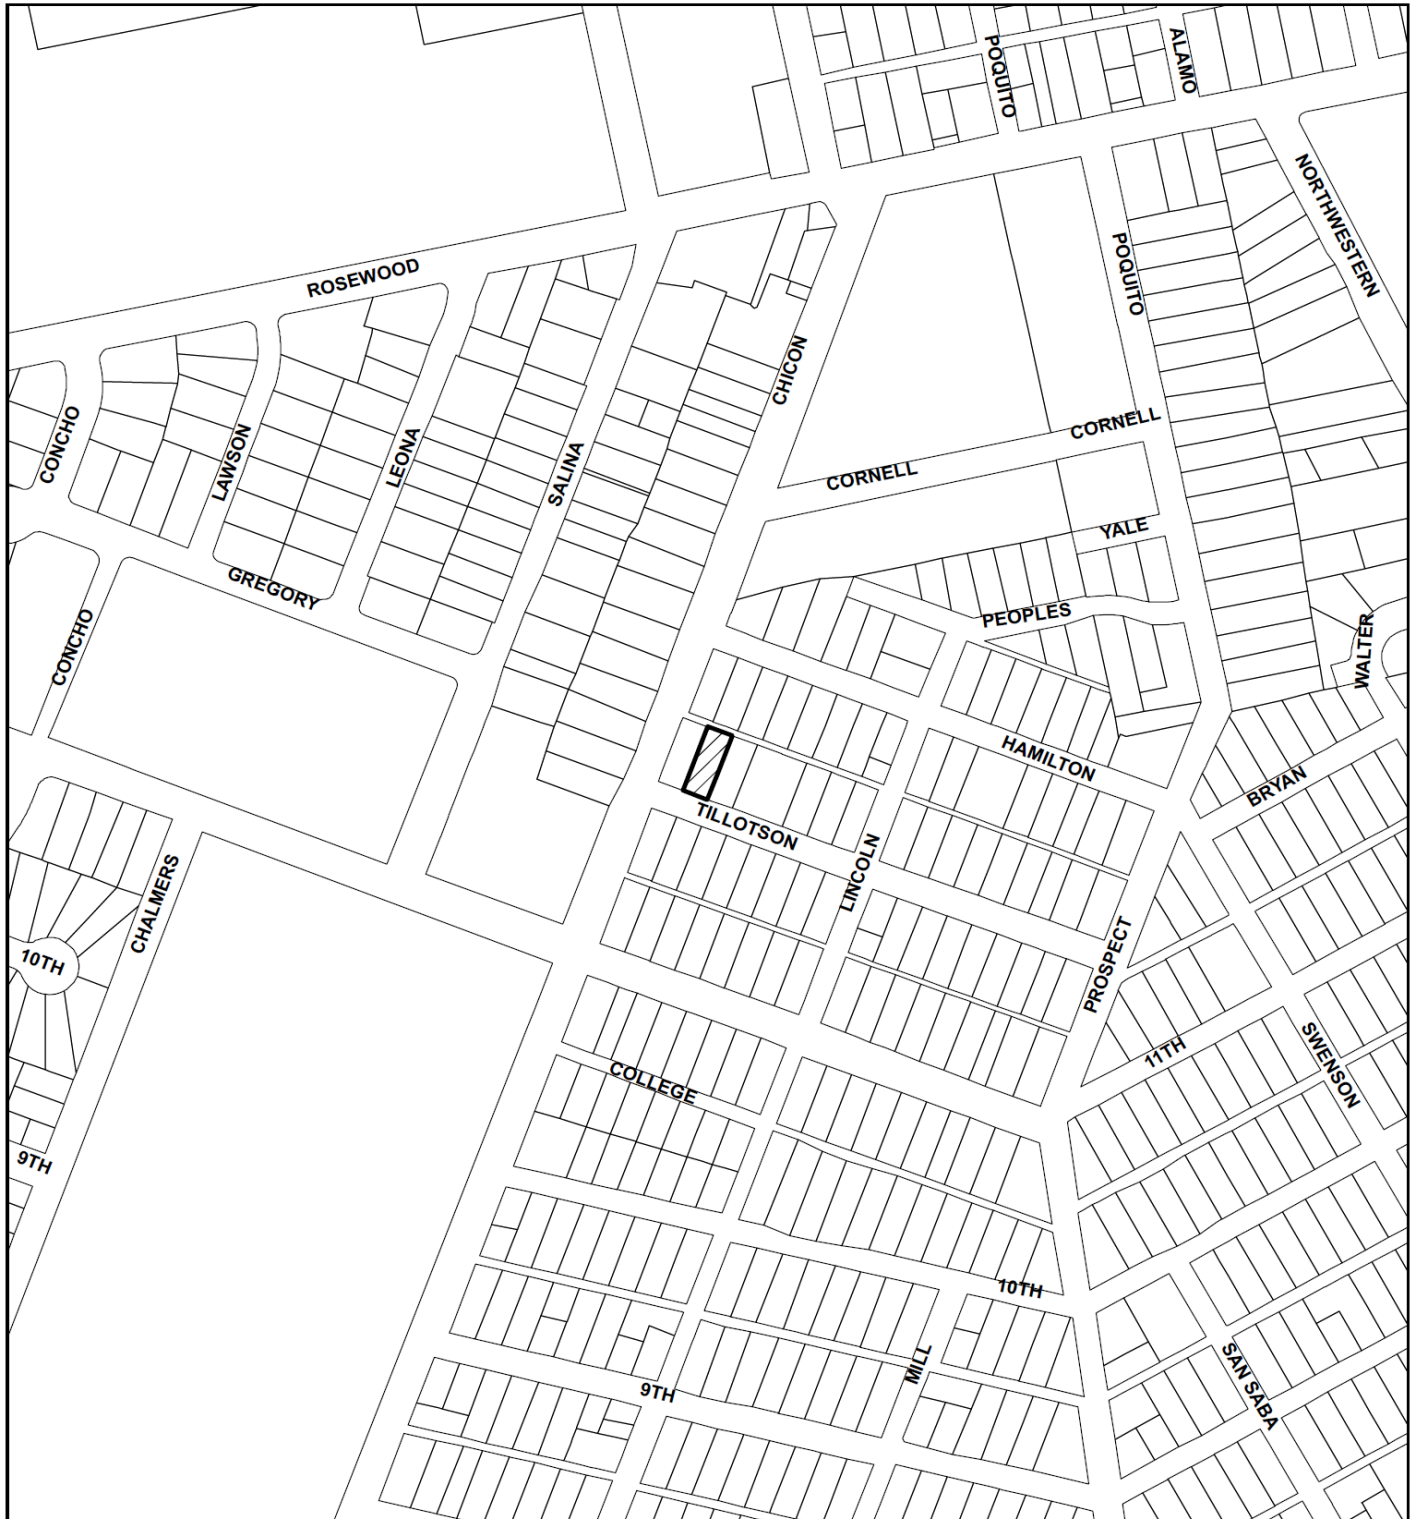 POQUITO
ALAMO
NORTHWESTERN
ROSEWOOD
POQUITO
CHICON
CONCHO
LAWSON
LEONA
SALINA
CORNELL
CORNELL
YALE
GREGORY
PEOPLES
CONCHO
WALTER
HAMILTON
BRYAN
TILLOTSON
LINCOLN
CHALMERS
10TH
PROSPECT
11TH
SWENSON
COLLEGE
9TH
10TH
MILL
SAN SABA
9TH